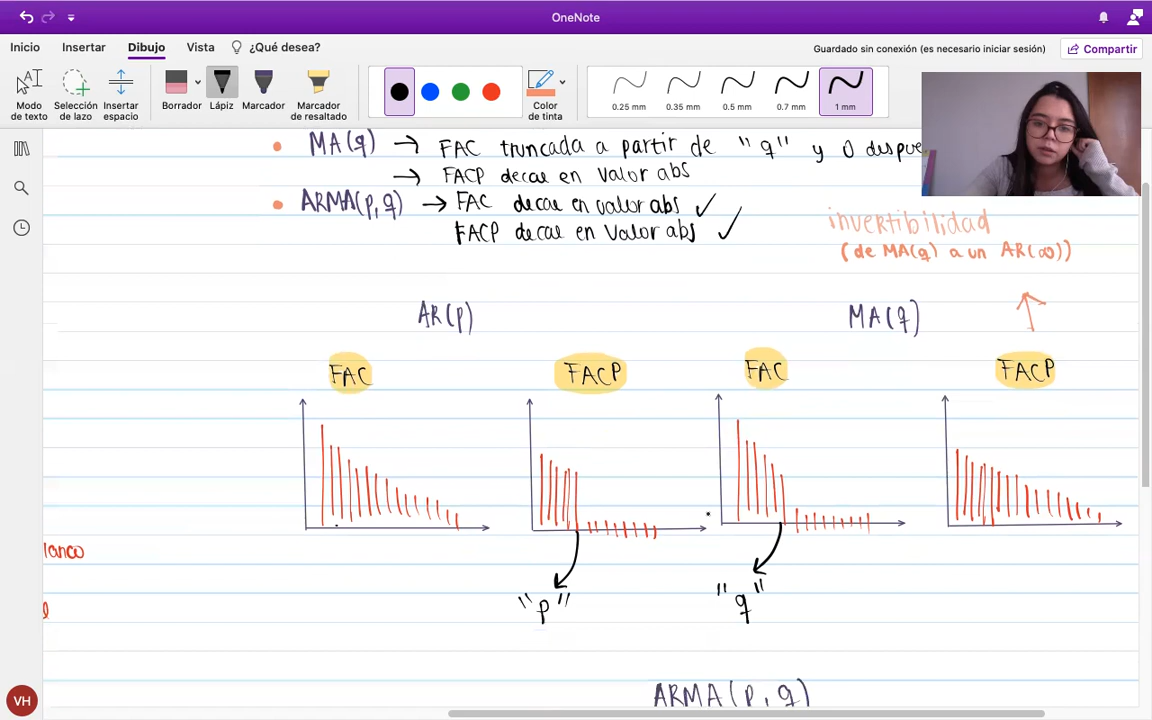 OneNote
Inicio Insertar Dibujo Vista ¿Qué desea? Guardado sin conexión (es necesario iniciar sesión) Compartir
Modo de texto
Selección de lazo
Insertar espacio
Borrador
Lápiz
Marcador
Marcador de resaltado
Color de tinta
0.25 mm 0.35 mm 0.5 mm 0.7 mm 1 mm
MA(q) → FAC truncada a partir de "q" y 0 despue
→ FACP decae en valor abs
ARMA(p,q) → FAC decae en valor abs ✓
FACP decae en valor abs ✓
invertibilidad
(de MA(q) a un AR(∞))
AR(p) MA(q)
FAC FACP FAC FACP
lanco
"p" "q"
ARMA(p,q)
VH